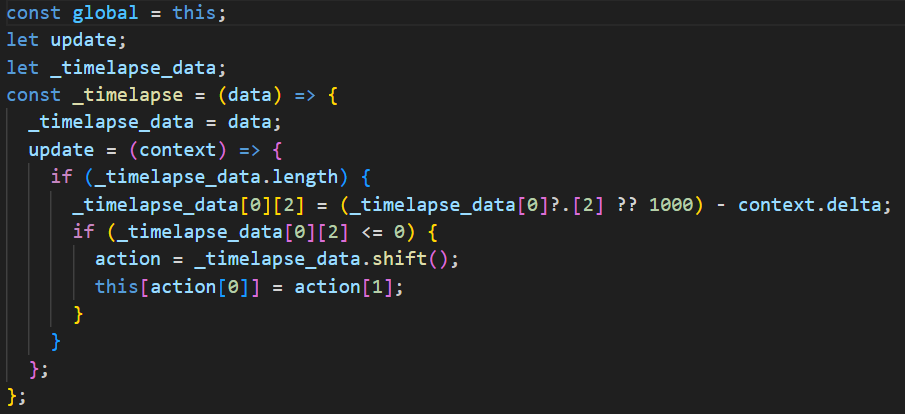 const global = this;
let update;
let _timelapse_data;
const _timelapse = (data) => {
  _timelapse_data = data;
  update = (context) => {
    if (_timelapse_data.length) {
      _timelapse_data[0][2] = (_timelapse_data[0]?.[2] ?? 1000) - context.delta;
      if (_timelapse_data[0][2] <= 0) {
        action = _timelapse_data.shift();
        this[action[0]] = action[1];
      }
    }
  };
};